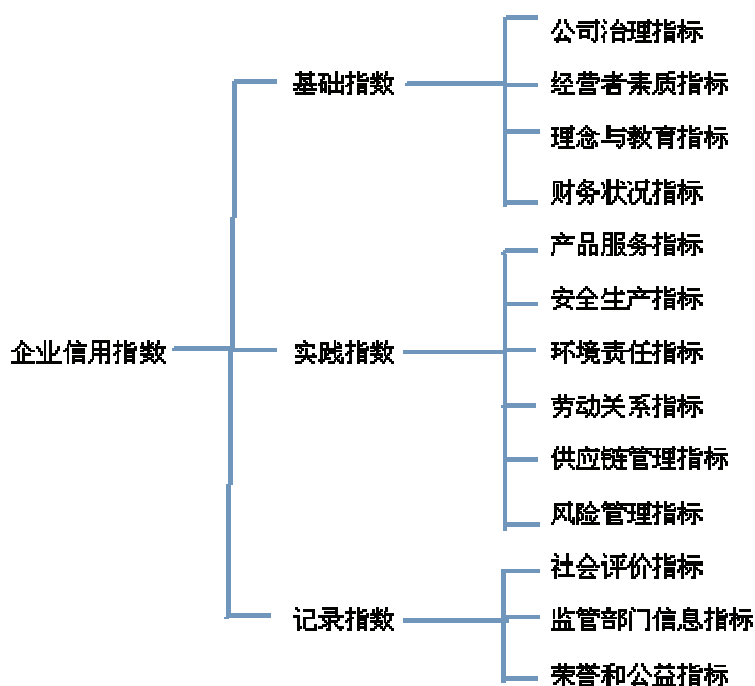 公司治理指标
基础指数
经营者素质指标
理念与教育指标
财务状况指标
产品服务指标
安全生产指标
企业信用指数
实践指数
环境责任指标
劳动关系指标
供应链管理指标
风险管理指标
社会评价指标
记录指数
监管部门信息指标
荣誉和公益指标